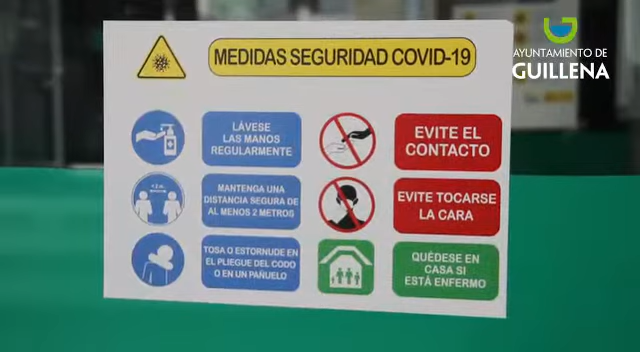 MEDIDAS SEGURIDAD COVID-19
AYUNTAMIENTO DE
GUILLENA
LÁVESE
LAS MANOS
REGULARMENTE
EVITE EL
CONTACTO
MANTENGA UNA
DISTANCIA SEGURA DE
AL MENOS 2 METROS
EVITE TOCARSE
LA CARA
TOSA O ESTORNUDE EN
EL PLIEGUE DEL CODO
O EN UN PAÑUELO
QUÉDESE EN
CASA SI
ESTÁ ENFERMO